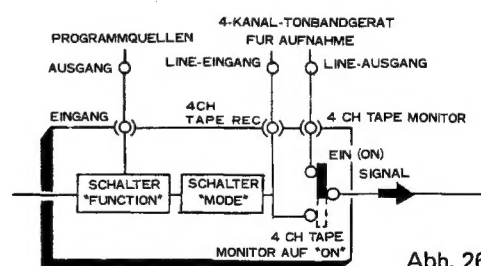 PROGRAMMQUELLEN
AUSGANG
4-KANAL-TONBANDGERAT
FUR AUFNAHME
LINE-EINGANG
LINE-AUSGANG
EINGANG
4CH
TAPE REC
4 CH TAPE MONITOR
EIN (ON)
SIGNAL
SCHALTER
"FUNCTION"
SCHALTER
"MODE"
4 CH TAPE
MONITOR AUF "ON"
Abb. 26